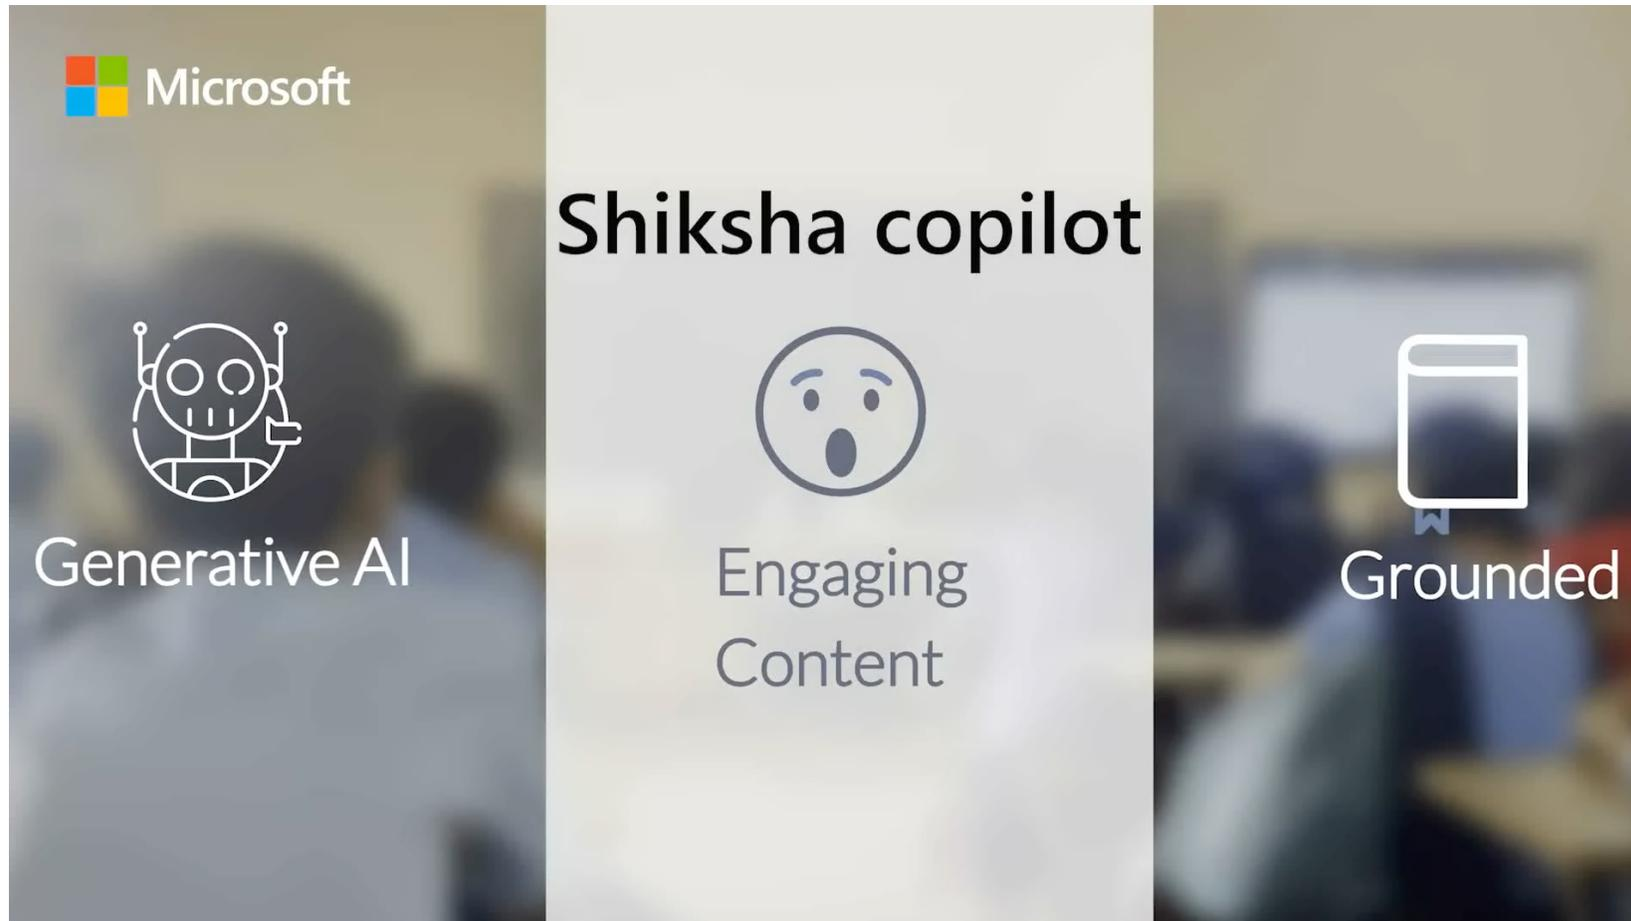 Microsoft
Shiksha copilot
Generative AI
Engaging
Content
Grounded